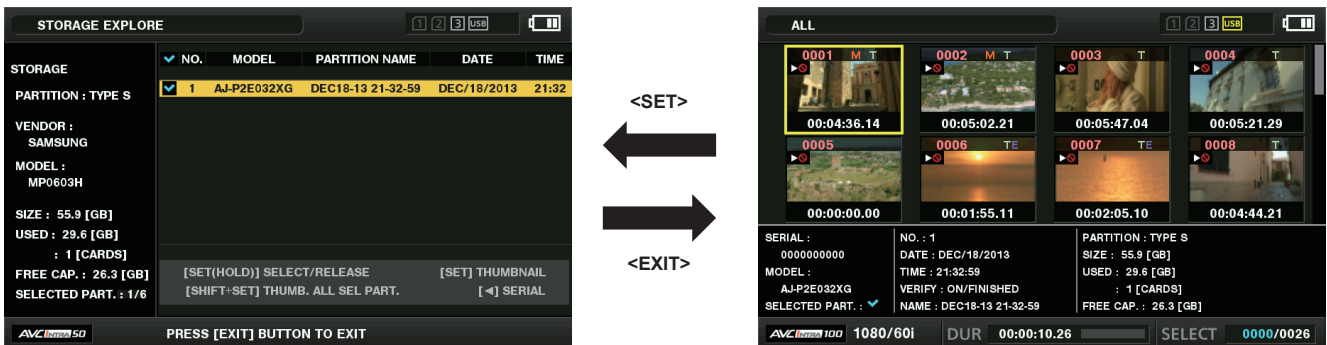 STORAGE EXPLORE
1 2 3 USB
STORAGE
PARTITION : TYPE S
VENDOR :
SAMSUNG
MODEL :
MP0603H
SIZE : 55.9 [GB]
USED : 29.6 [GB]
: 1 [CARDS]
FREE CAP. : 26.3 [GB]
SELECTED PART. : 1/6
NO. MODEL PARTITION NAME DATE TIME
1 AJ-P2E032XG DEC18-13 21-32-59 DEC/18/2013 21:32
[SET(HOLD)] SELECT/RELEASE [SET] THUMBNAIL
[SHIFT+SET] THUMB. ALL SEL PART. [◄] SERIAL
AVC INTRA 50 PRESS [EXIT] BUTTON TO EXIT
<SET>
<EXIT>
ALL
1 2 3 USB
0001 M T
00:04:36.14
0002 M T
00:05:02.21
0003 T
00:05:47.04
0004 T
00:05:21.29
0005
00:00:00.00
0006 TE
00:01:55.11
0007 TE
00:02:05.10
0008 T
00:04:44.21
SERIAL :
0000000000
MODEL :
AJ-P2E032XG
SELECTED PART. :
NO. : 1
DATE : DEC/18/2013
TIME : 21:32:59
VERIFY : ON/FINISHED
NAME : DEC18-13 21-32-59
PARTITION : TYPE S
SIZE : 55.9 [GB]
USED : 29.6 [GB]
: 1 [CARDS]
FREE CAP. : 26.3 [GB]
AVC INTRA 100 1080/60i DUR 00:00:10.26 SELECT 0000/0026